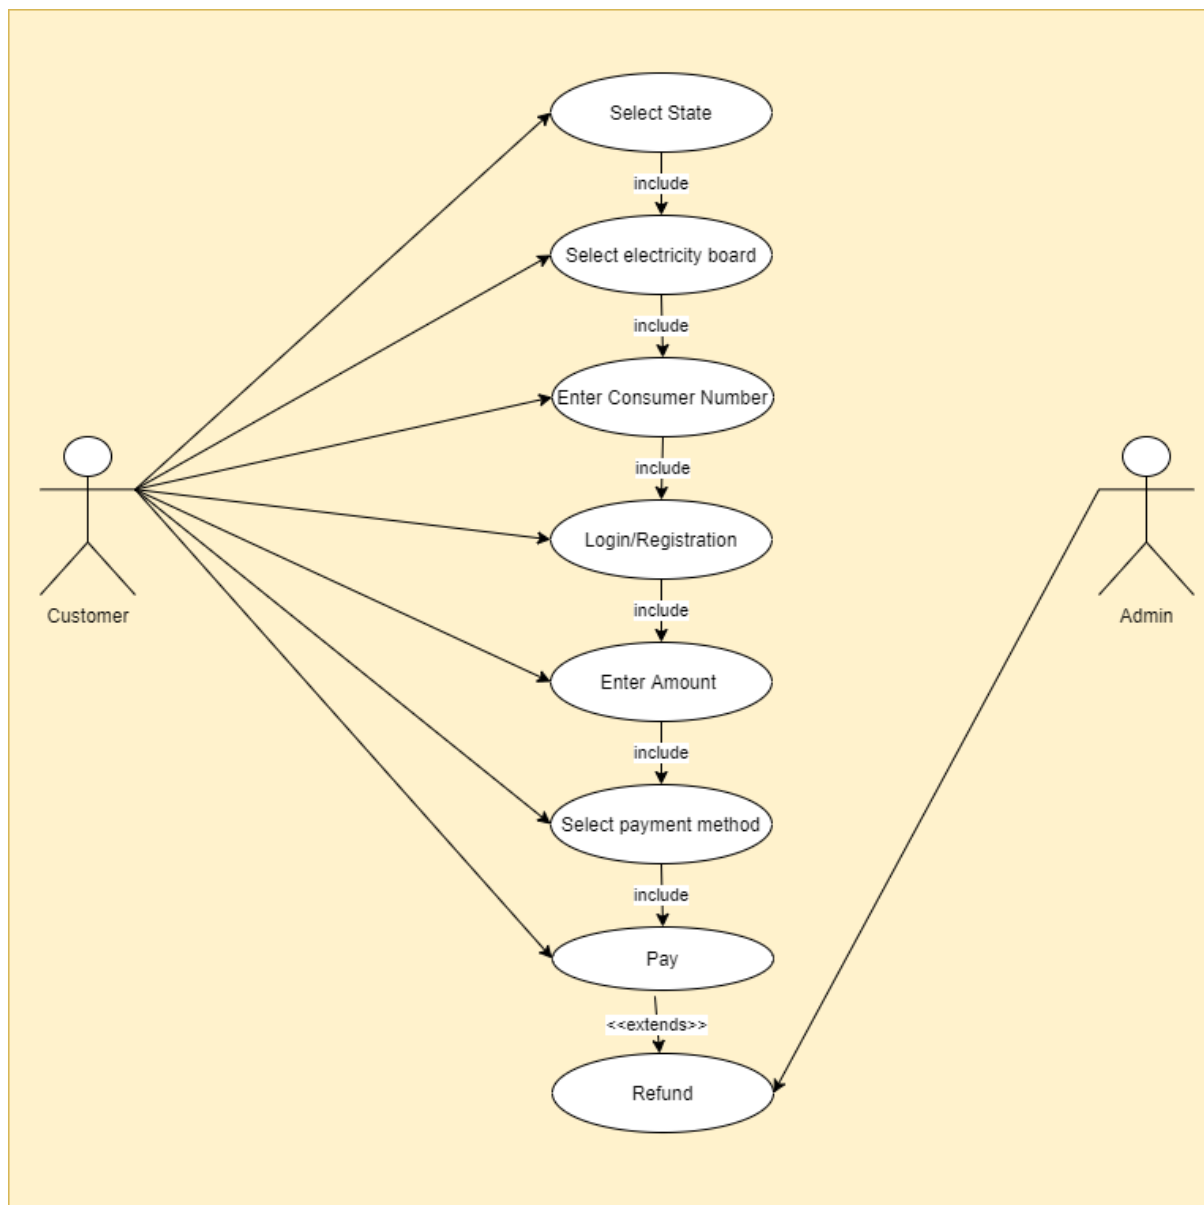 Select State
include
Select electricity board
include
Enter Consumer Number
include
Login/Registration
include
Enter Amount
include
Select payment method
include
Pay
<<extends>>
Refund
Customer
Admin